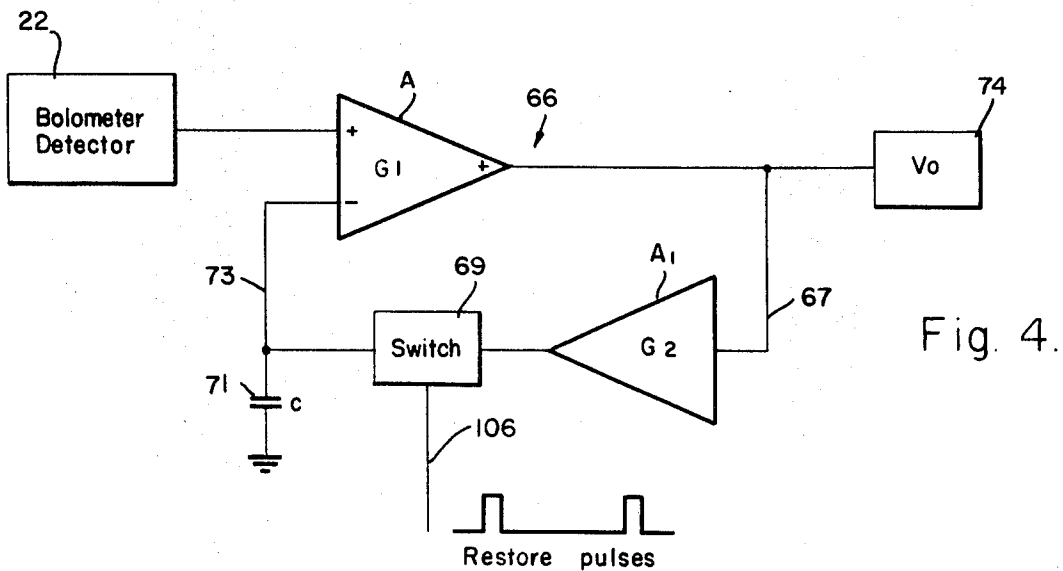 22
Bolometer
Detector
A
G1
+
−
+
66
74
Vo
73
69
Switch
A1
G2
67
71
c
106
Restore pulses
Fig. 4.